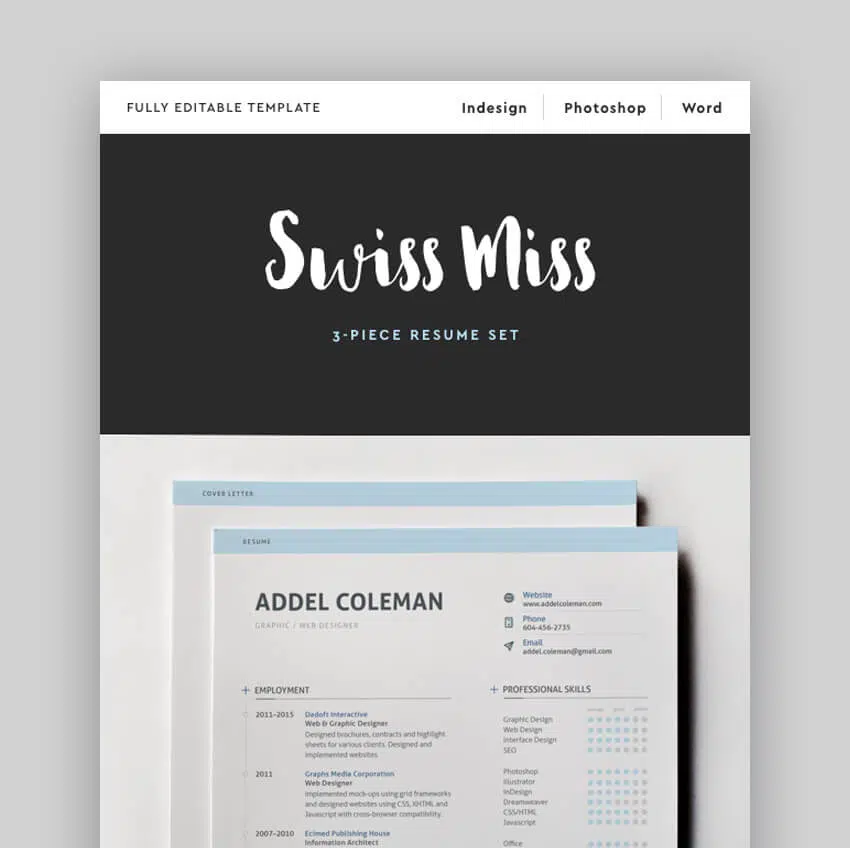 FULLY EDITABLE TEMPLATE
Indesign
Photoshop
Word
Swiss Miss
3-PIECE RESUME SET
COVER LETTER
RESUME
ADDEL COLEMAN
GRAPHIC / WEB DESIGNER
Website
www.addelcoleman.com
Phone
604-456-2735
Email
addel.coleman@gmail.com
EMPLOYMENT
2011–2015
Dadoft Interactive
Web & Graphic Designer
Designed brochures, contracts and highlight
sheets for various clients. Designed and
implemented websites
2011
Graphs Media Corporation
Web Designer
Implemented mock-ups using grid frameworks
and designed websites using CSS, XHTML and
Javascript with cross-browser compatibility.
2007–2010
Ecimed Publishing House
Information Architect
PROFESSIONAL SKILLS
Graphic Design
Web Design
Interface Design
SEO
Photoshop
Illustrator
InDesign
Dreamweaver
CSS/HTML
Javascript
Office